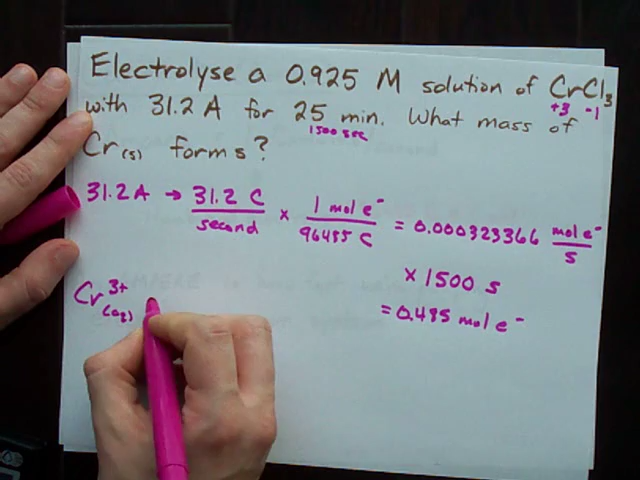 Electrolyse a 0.925 M solution of CrCl₃
+3 -1
with 31.2 A for 25 min. What mass of
1500 sec
Cr(s) forms?
31.2A → 31.2 C/second × 1 mol e⁻/96485 C = 0.000323366 mol e⁻/s
× 1500 s
= 0.485 mol e⁻
Cr³⁺(aq)